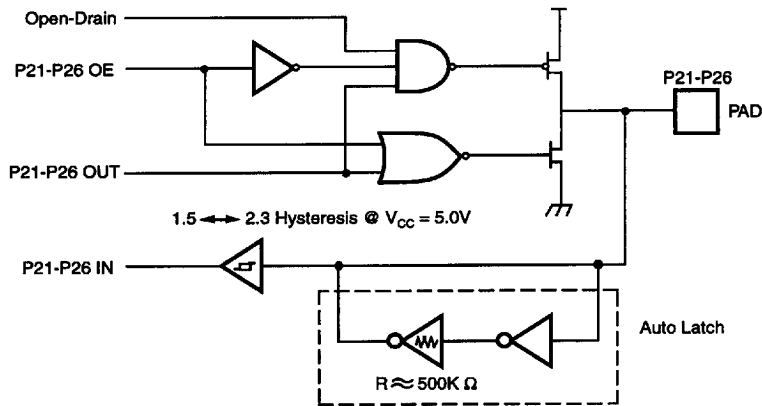 Open-Drain
P21-P26 OE
P21-P26
PAD
P21-P26 OUT
1.5 ↔ 2.3 Hysteresis @ VCC = 5.0V
P21-P26 IN
Auto Latch
R ≈ 500K Ω